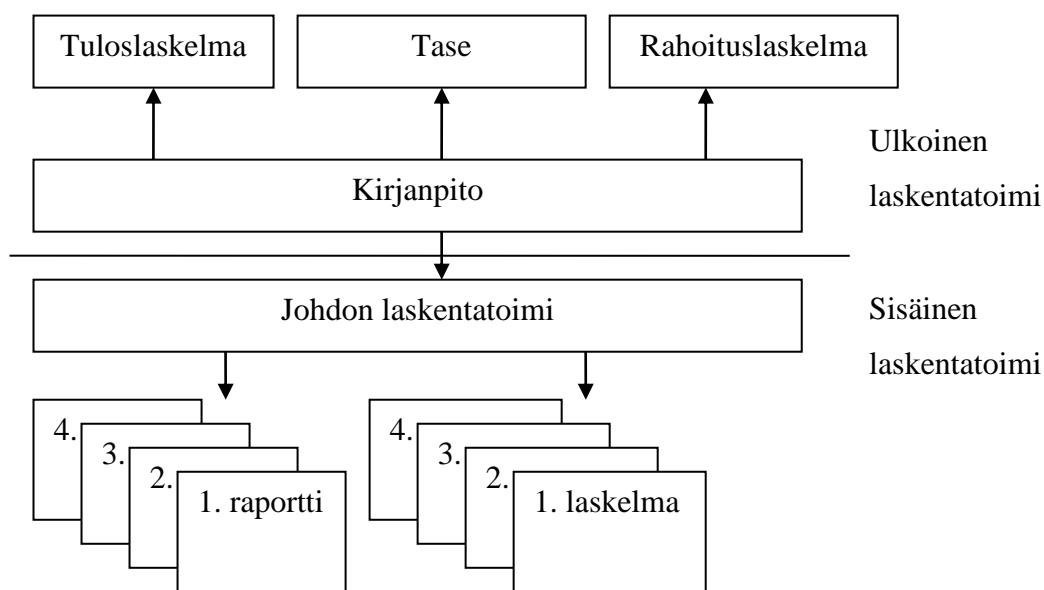 Tuloslaskelma
Tase
Rahoituslaskelma
Ulkoinen
laskentatoimi
Kirjanpito
Johdon laskentatoimi
Sisäinen
laskentatoimi
4.
3.
2.
1. raportti
4.
3.
2.
1. laskelma